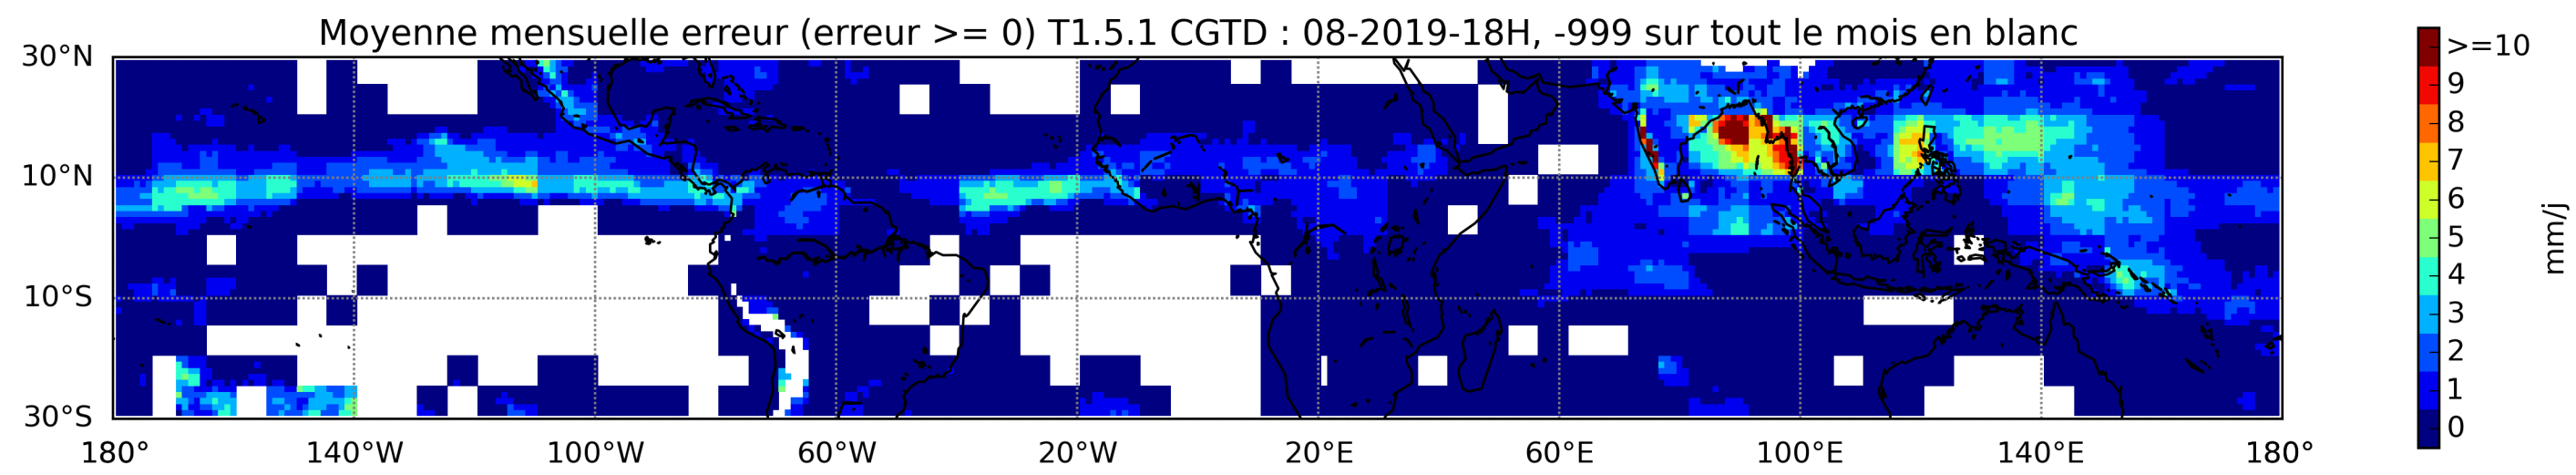 Moyenne mensuelle erreur (erreur >= 0) T1.5.1 CGTD : 08-2019-18H, -999 sur tout le mois en blanc
30°N
10°N
10°S
30°S
180° 140°W 100°W 60°W 20°W 20°E 60°E 100°E 140°E 180°
>=10
9
8
7
6
5
4
3
2
1
0
mm/j